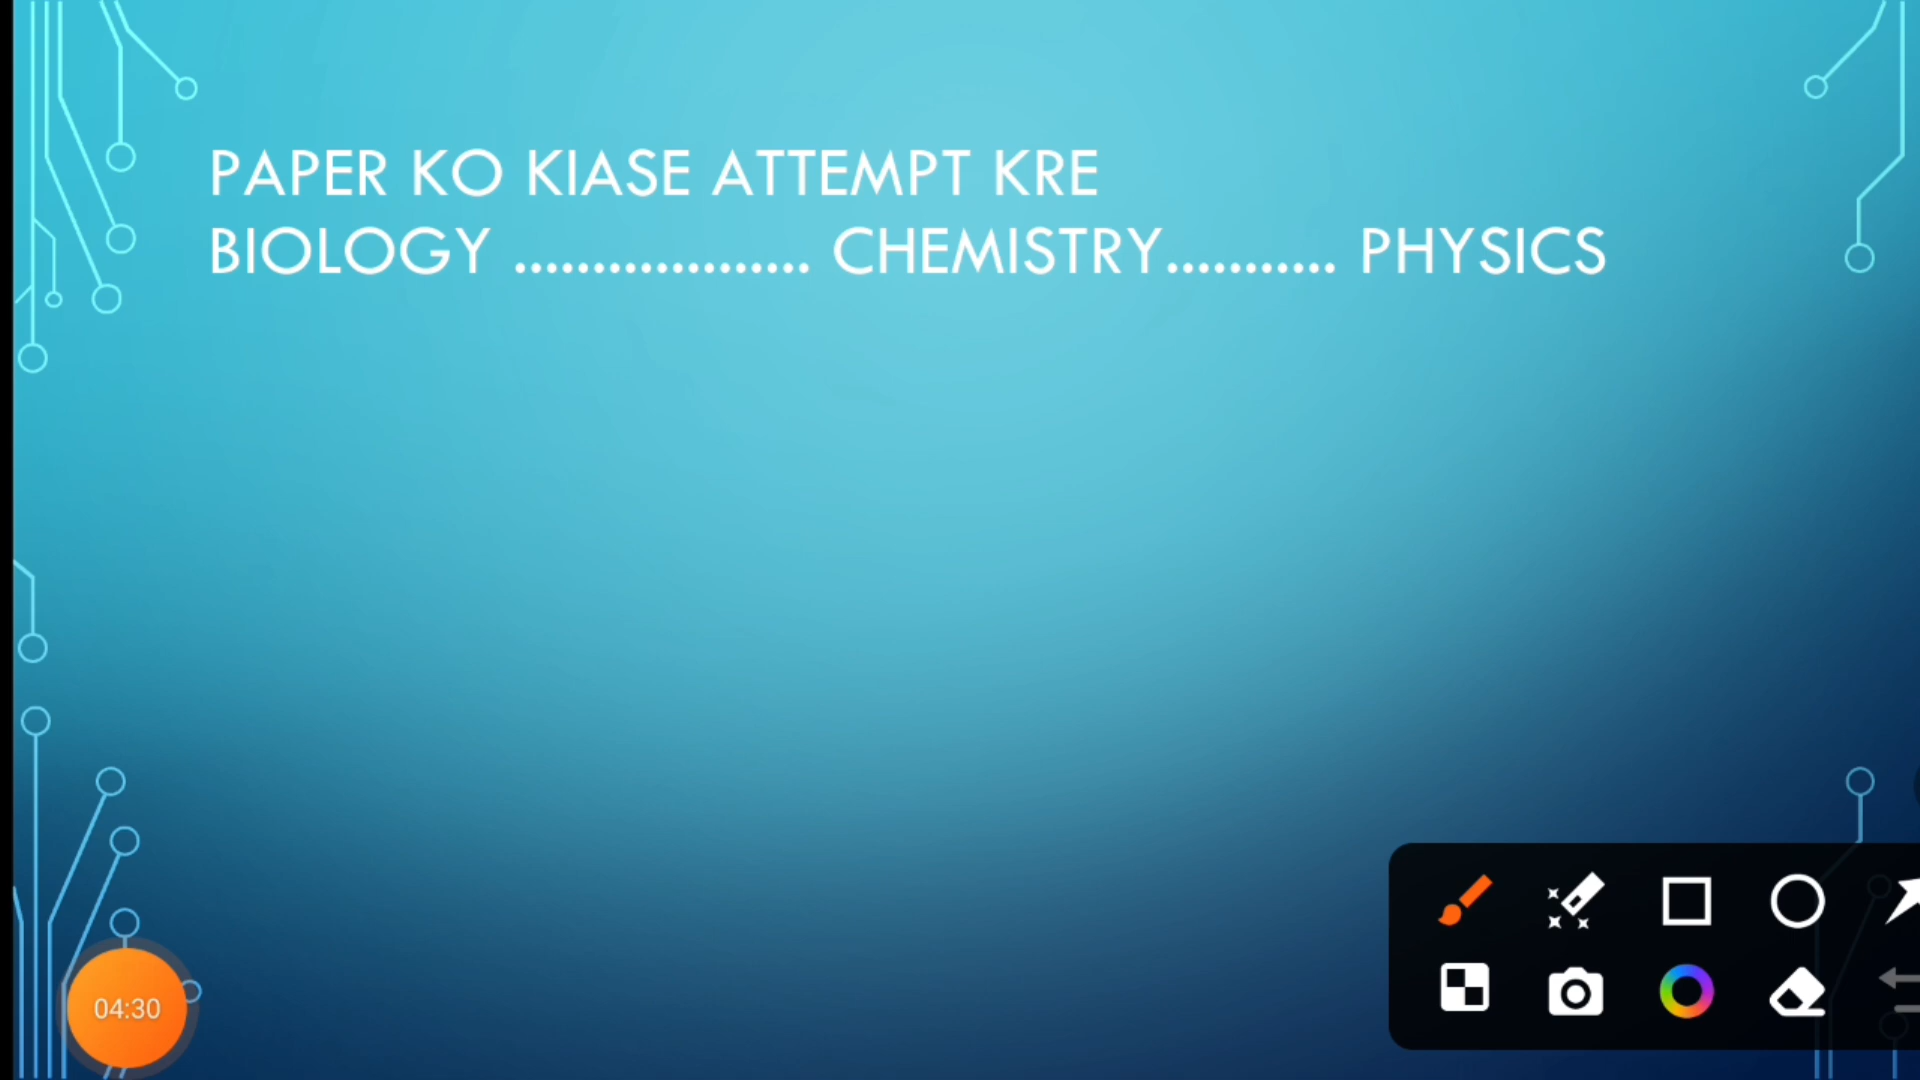 PAPER KO KIASE ATTEMPT KRE
BIOLOGY ................... CHEMISTRY........... PHYSICS
04:30